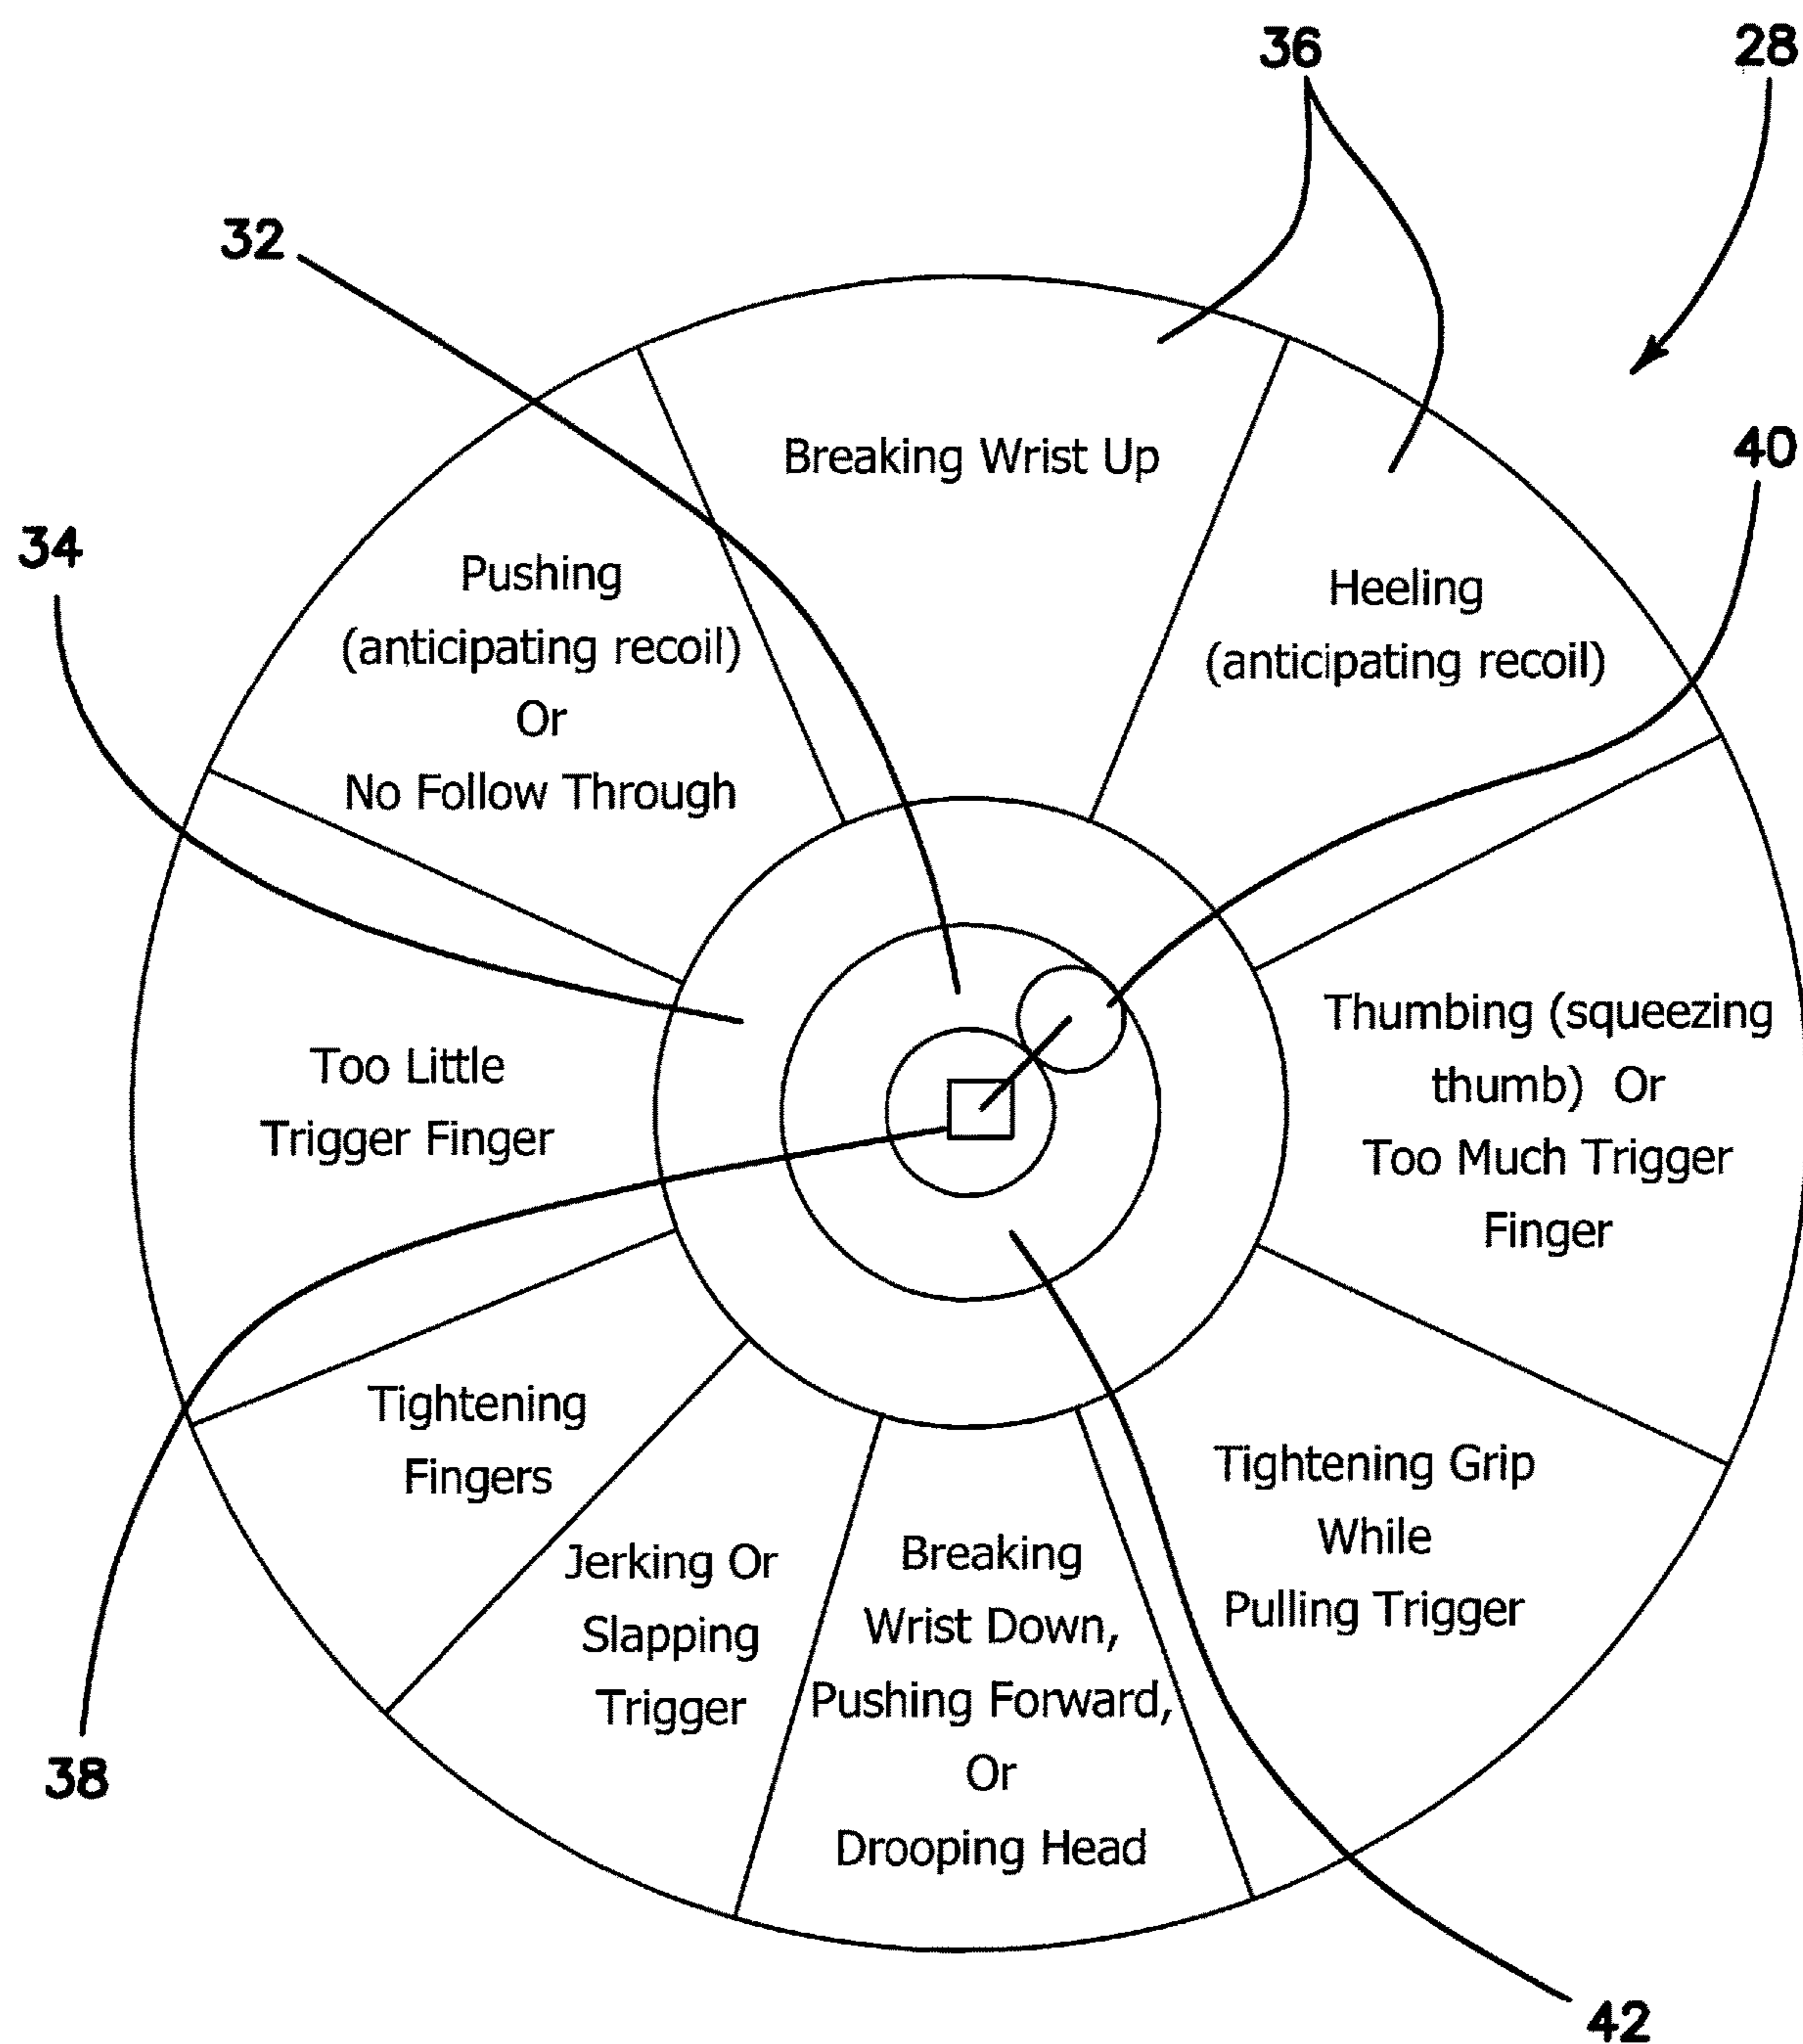 36
28
32
40
34
Breaking Wrist Up
Pushing
(anticipating recoil)
Or
No Follow Through
Heeling
(anticipating recoil)
Too Little
Trigger Finger
Thumbing (squeezing
thumb) Or
Too Much Trigger
Finger
Tightening
Fingers
Jerking Or
Slapping
Trigger
Breaking
Wrist Down,
Pushing Forward,
Or
Drooping Head
Tightening Grip
While
Pulling Trigger
38
42